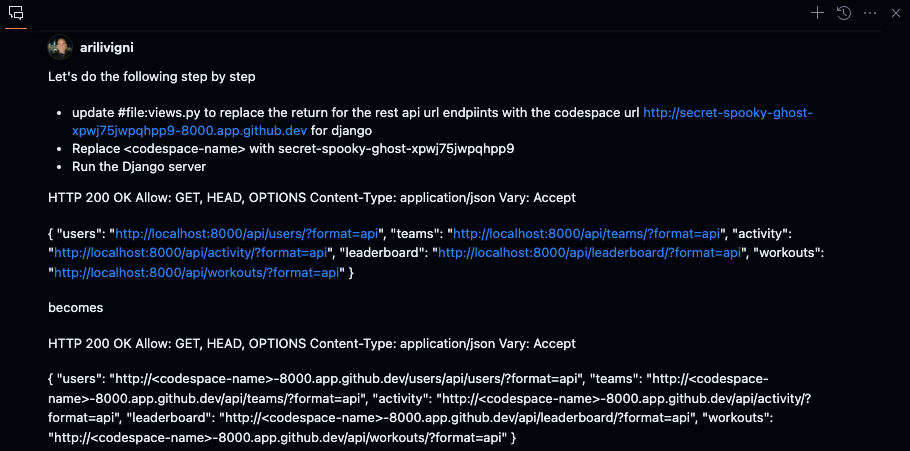 arilivigni
Let's do the following step by step
• update #file:views.py to replace the return for the rest api url endpiints with the codespace url http://secret-spooky-ghost-
xpwj75jwpqhpp9-8000.app.github.dev for django
• Replace <codespace-name> with secret-spooky-ghost-xpwj75jwpqhpp9
• Run the Django server
HTTP 200 OK Allow: GET, HEAD, OPTIONS Content-Type: application/json Vary: Accept
{ "users": "http://localhost:8000/api/users/?format=api", "teams": "http://localhost:8000/api/teams/?format=api", "activity":
"http://localhost:8000/api/activity/?format=api", "leaderboard": "http://localhost:8000/api/leaderboard/?format=api", "workouts":
"http://localhost:8000/api/workouts/?format=api" }
becomes
HTTP 200 OK Allow: GET, HEAD, OPTIONS Content-Type: application/json Vary: Accept
{ "users": "http://<codespace-name>-8000.app.github.dev/users/api/users/?format=api", "teams": "http://<codespace-
name>-8000.app.github.dev/api/teams/?format=api", "activity": "http://<codespace-name>-8000.app.github.dev/api/activity/?
format=api", "leaderboard": "http://<codespace-name>-8000.app.github.dev/api/leaderboard/?format=api", "workouts":
"http://<codespace-name>-8000.app.github.dev/api/workouts/?format=api" }